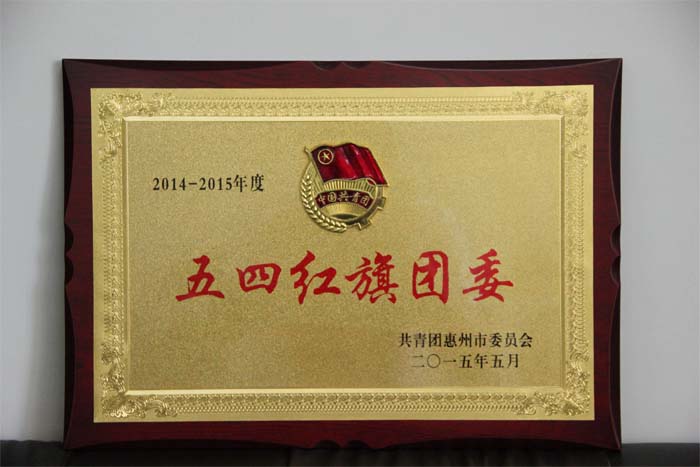 中国共青团
2014-2015年度
五四红旗团委
共青团惠州市委员会
二〇一五年五月